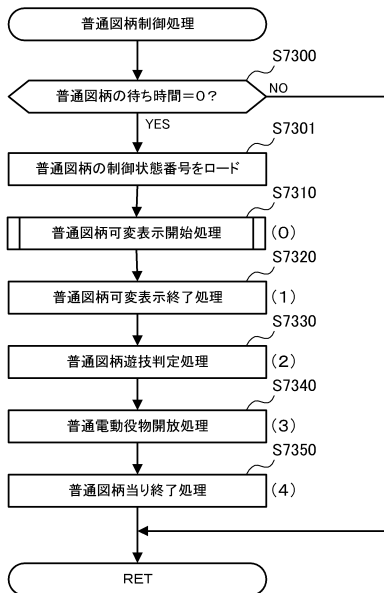 普通図柄制御処理
S7300
普通図柄の待ち時間＝０？
NO
YES
S7301
普通図柄の制御状態番号をロード
S7310
普通図柄可変表示開始処理
(０)
S7320
普通図柄可変表示終了処理
(１)
S7330
普通図柄遊技判定処理
(２)
S7340
普通電動役物開放処理
(３)
S7350
普通図柄当り終了処理
(４)
RET